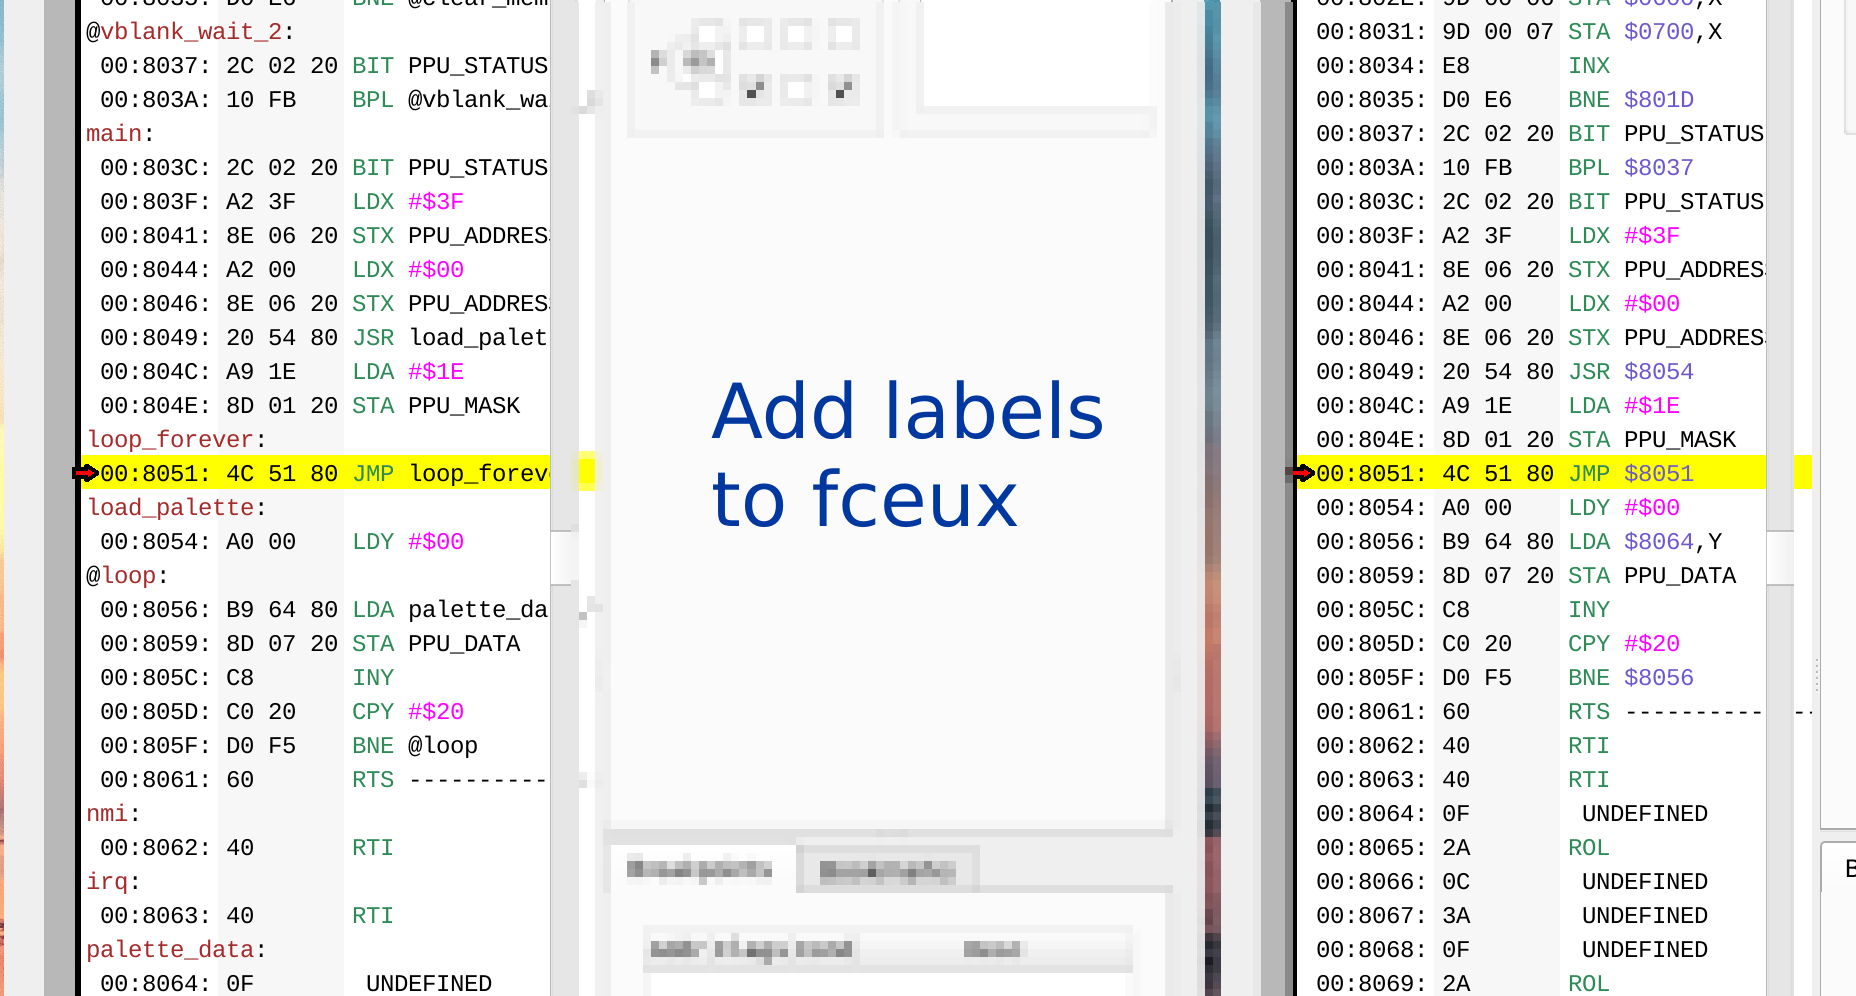 @vblank_wait_2:
00:8037: 2C 02 20 BIT PPU_STATUS
00:803A: 10 FB BPL @vblank_wa
main:
00:803C: 2C 02 20 BIT PPU_STATUS
00:803F: A2 3F LDX #$3F
00:8041: 8E 06 20 STX PPU_ADDRES
00:8044: A2 00 LDX #$00
00:8046: 8E 06 20 STX PPU_ADDRES
00:8049: 20 54 80 JSR load_palet
00:804C: A9 1E LDA #$1E
00:804E: 8D 01 20 STA PPU_MASK
loop_forever:
00:8051: 4C 51 80 JMP loop_forev
load_palette:
00:8054: A0 00 LDY #$00
@loop:
00:8056: B9 64 80 LDA palette_da
00:8059: 8D 07 20 STA PPU_DATA
00:805C: C8 INY
00:805D: C0 20 CPY #$20
00:805F: D0 F5 BNE @loop
00:8061: 60 RTS ----------
nmi:
00:8062: 40 RTI
irq:
00:8063: 40 RTI
palette_data:
00:8064: 0F UNDEFINED
Add labels
to fceux
Breakpoints Bookmarks
00:8031: 9D 00 07 STA $0700,X
00:8034: E8 INX
00:8035: D0 E6 BNE $801D
00:8037: 2C 02 20 BIT PPU_STATUS
00:803A: 10 FB BPL $8037
00:803C: 2C 02 20 BIT PPU_STATUS
00:803F: A2 3F LDX #$3F
00:8041: 8E 06 20 STX PPU_ADDRES
00:8044: A2 00 LDX #$00
00:8046: 8E 06 20 STX PPU_ADDRES
00:8049: 20 54 80 JSR $8054
00:804C: A9 1E LDA #$1E
00:804E: 8D 01 20 STA PPU_MASK
00:8051: 4C 51 80 JMP $8051
00:8054: A0 00 LDY #$00
00:8056: B9 64 80 LDA $8064,Y
00:8059: 8D 07 20 STA PPU_DATA
00:805C: C8 INY
00:805D: C0 20 CPY #$20
00:805F: D0 F5 BNE $8056
00:8061: 60 RTS ------------
00:8062: 40 RTI
00:8063: 40 RTI
00:8064: 0F UNDEFINED
00:8065: 2A ROL
00:8066: 0C UNDEFINED
00:8067: 3A UNDEFINED
00:8068: 0F UNDEFINED
00:8069: 2A ROL